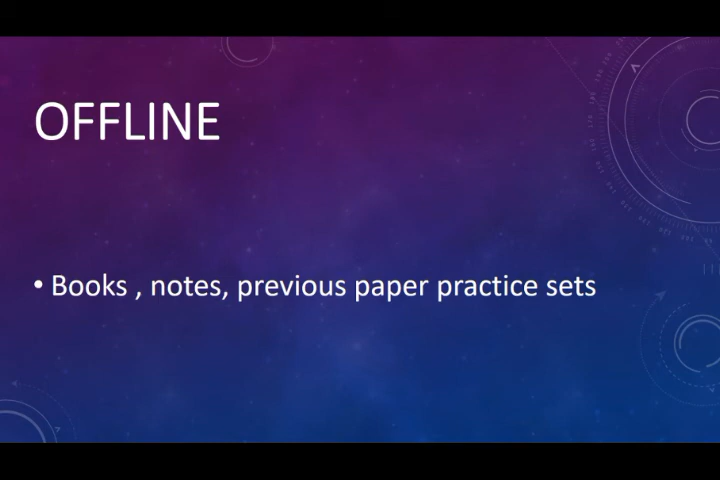 OFFLINE
• Books , notes, previous paper practice sets